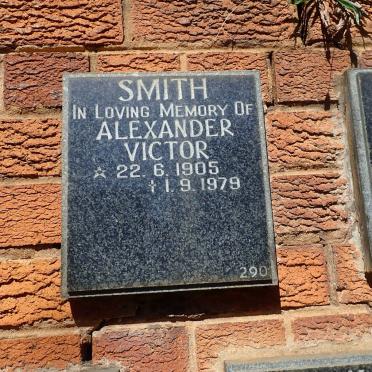 SMITH
IN LOVING MEMORY OF
ALEXANDER
VICTOR
☆ 22.6.1905
†1.9.1979
290